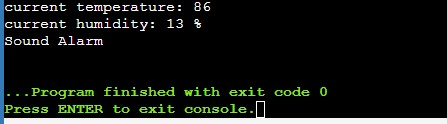 current temperature: 86
current humidity: 13 %
Sound Alarm
...Program finished with exit code 0
Press ENTER to exit console.